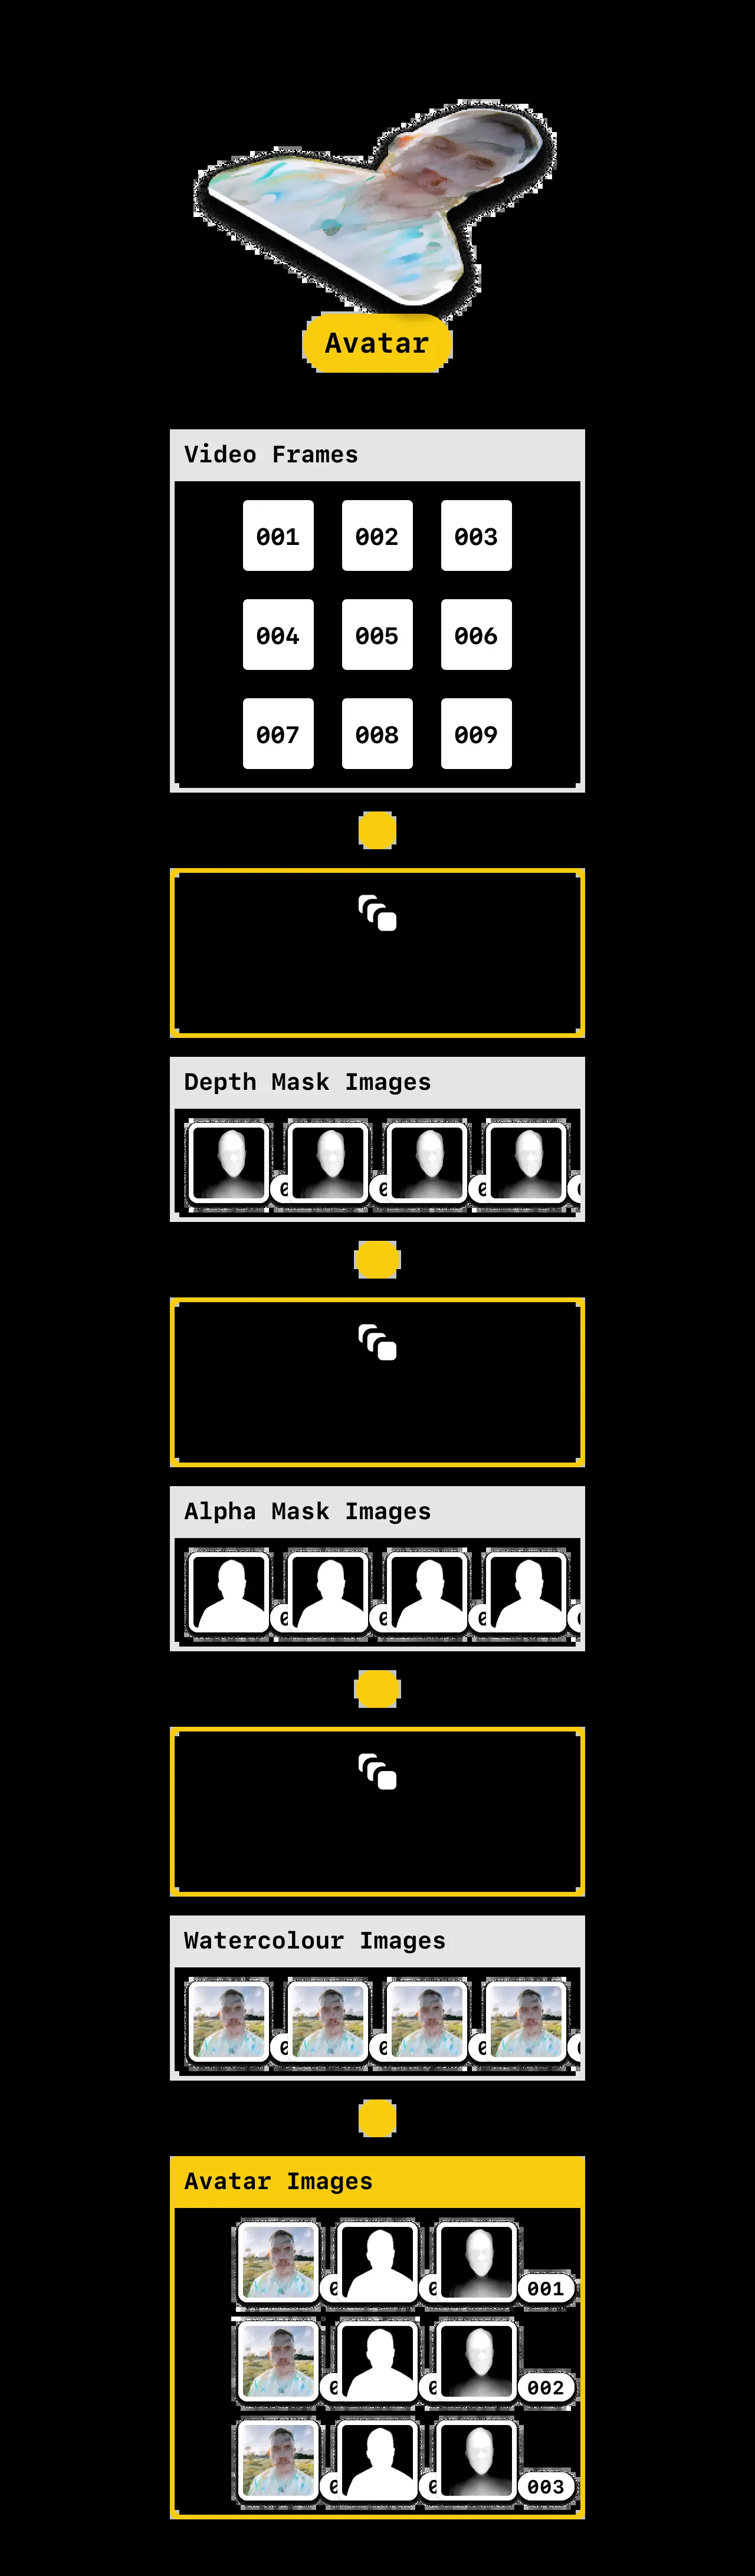 Avatar
Video Frames
001 002 003
004 005 006
007 008 009
Depth Mask Images
Alpha Mask Images
Watercolour Images
Avatar Images
001
002
003